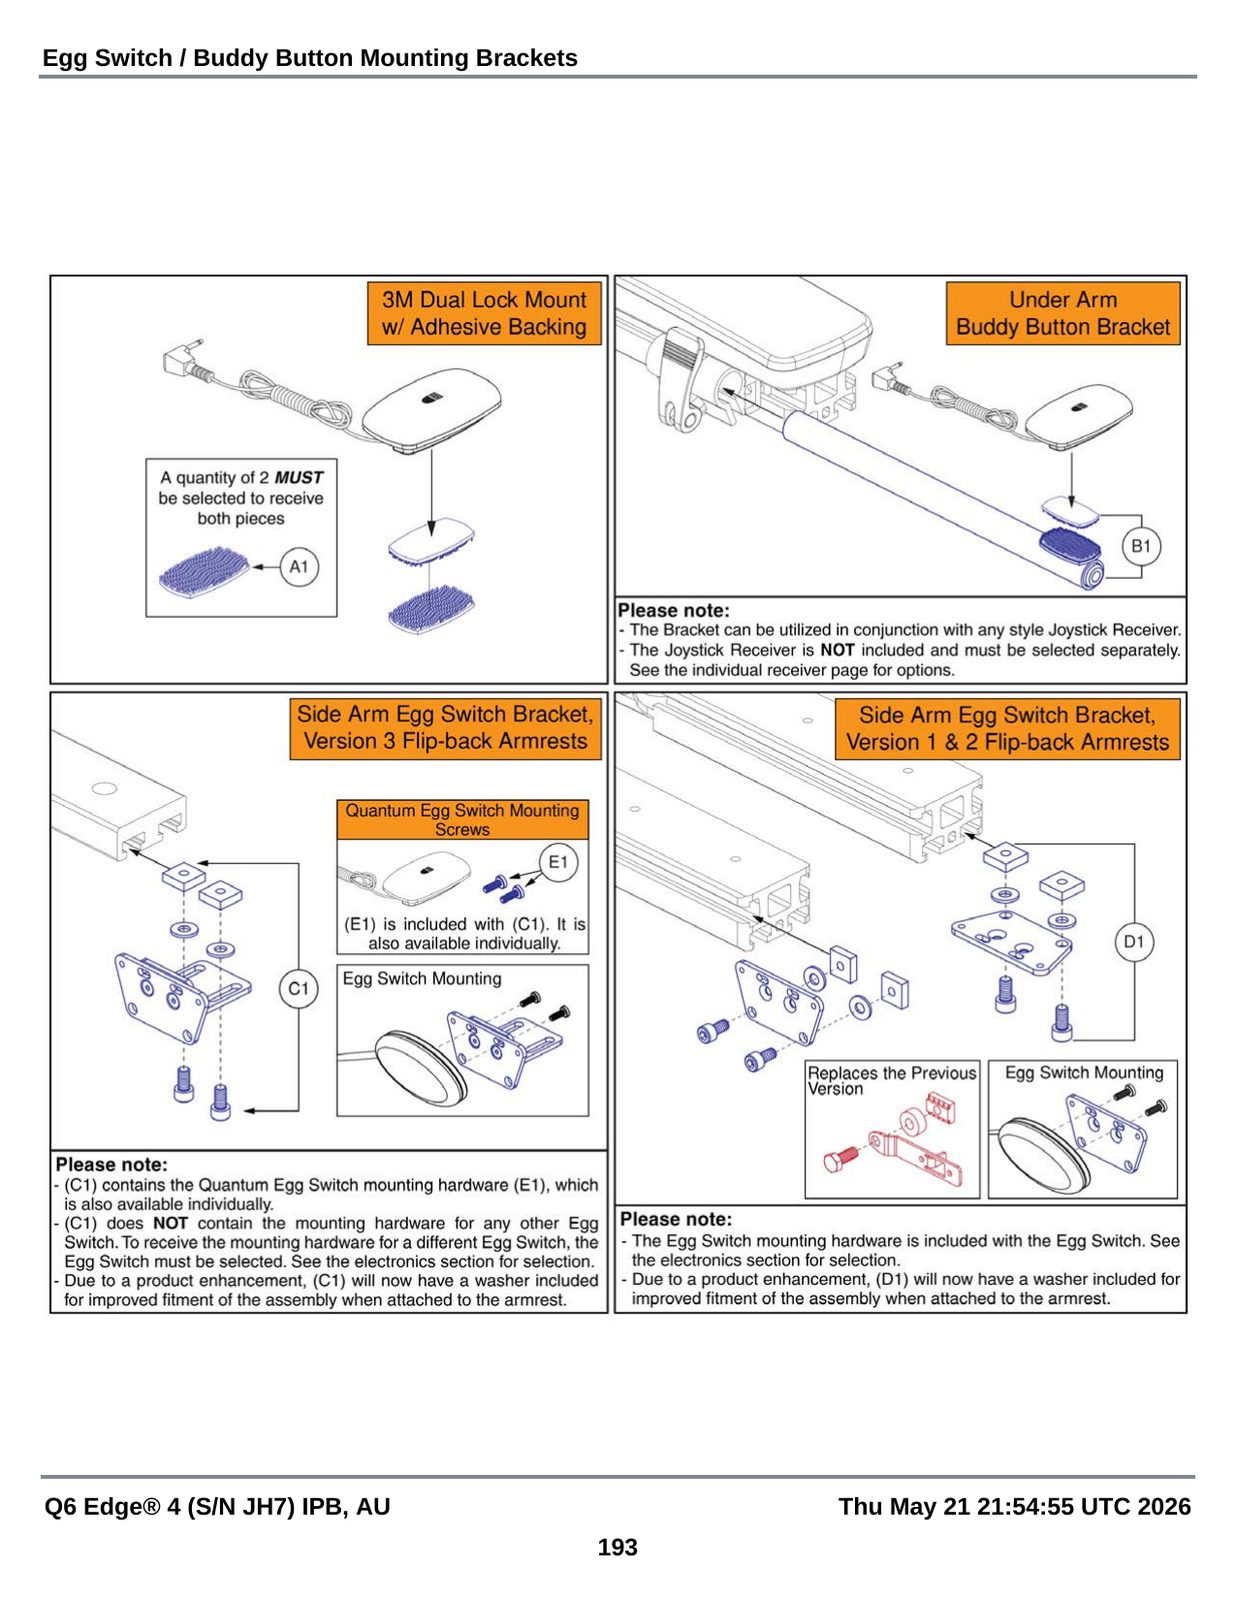 Egg Switch / Buddy Button Mounting Brackets
3M Dual Lock Mount
w/ Adhesive Backing
A quantity of 2 MUST
be selected to receive
both pieces
A1
Under Arm
Buddy Button Bracket
B1
Please note:
- The Bracket can be utilized in conjunction with any style Joystick Receiver.
- The Joystick Receiver is NOT included and must be selected separately.
See the individual receiver page for options.
Side Arm Egg Switch Bracket,
Version 3 Flip-back Armrests
Quantum Egg Switch Mounting
Screws
E1
(E1) is included with (C1). It is
also available individually.
C1
Egg Switch Mounting
Please note:
- (C1) contains the Quantum Egg Switch mounting hardware (E1), which
is also available individually.
- (C1) does NOT contain the mounting hardware for any other Egg
Switch. To receive the mounting hardware for a different Egg Switch, the
Egg Switch must be selected. See the electronics section for selection.
- Due to a product enhancement, (C1) will now have a washer included
for improved fitment of the assembly when attached to the armrest.
Side Arm Egg Switch Bracket,
Version 1 & 2 Flip-back Armrests
D1
Replaces the Previous
Version
Egg Switch Mounting
Please note:
- The Egg Switch mounting hardware is included with the Egg Switch. See
the electronics section for selection.
- Due to a product enhancement, (D1) will now have a washer included for
improved fitment of the assembly when attached to the armrest.
Q6 Edge® 4 (S/N JH7) IPB, AU
Thu May 21 21:54:55 UTC 2026
193